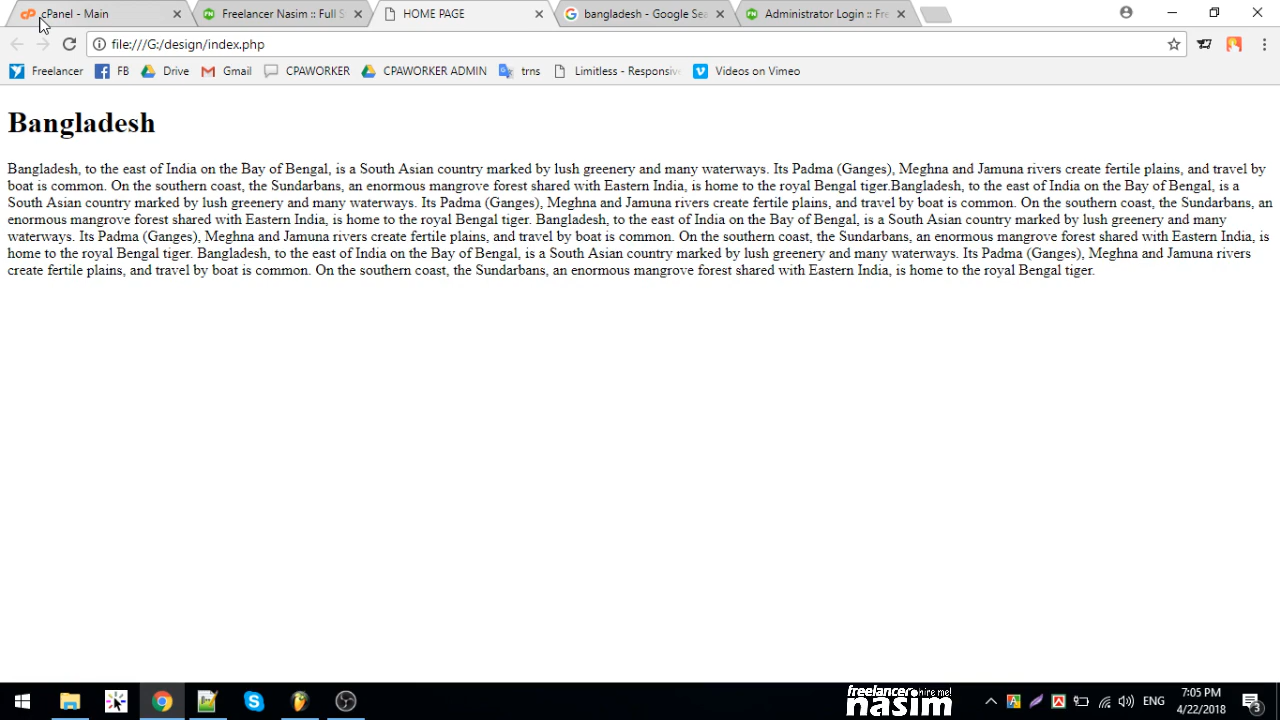 cPanel - Main
Freelancer Nasim :: Full S
HOME PAGE
bangladesh - Google Sea
Administrator Login :: Fre
file:///G:/design/index.php
Freelancer
FB
Drive
Gmail
CPAWORKER
CPAWORKER ADMIN
trns
Limitless - Responsiv
Videos on Vimeo
Bangladesh
Bangladesh, to the east of India on the Bay of Bengal, is a South Asian country marked by lush greenery and many waterways. Its Padma (Ganges), Meghna and Jamuna rivers create fertile plains, and travel by
boat is common. On the southern coast, the Sundarbans, an enormous mangrove forest shared with Eastern India, is home to the royal Bengal tiger.Bangladesh, to the east of India on the Bay of Bengal, is a
South Asian country marked by lush greenery and many waterways. Its Padma (Ganges), Meghna and Jamuna rivers create fertile plains, and travel by boat is common. On the southern coast, the Sundarbans, an
enormous mangrove forest shared with Eastern India, is home to the royal Bengal tiger. Bangladesh, to the east of India on the Bay of Bengal, is a South Asian country marked by lush greenery and many
waterways. Its Padma (Ganges), Meghna and Jamuna rivers create fertile plains, and travel by boat is common. On the southern coast, the Sundarbans, an enormous mangrove forest shared with Eastern India, is
home to the royal Bengal tiger. Bangladesh, to the east of India on the Bay of Bengal, is a South Asian country marked by lush greenery and many waterways. Its Padma (Ganges), Meghna and Jamuna rivers
create fertile plains, and travel by boat is common. On the southern coast, the Sundarbans, an enormous mangrove forest shared with Eastern India, is home to the royal Bengal tiger.
freelancer hire me!
nasim
ENG
7:05 PM
4/22/2018
3